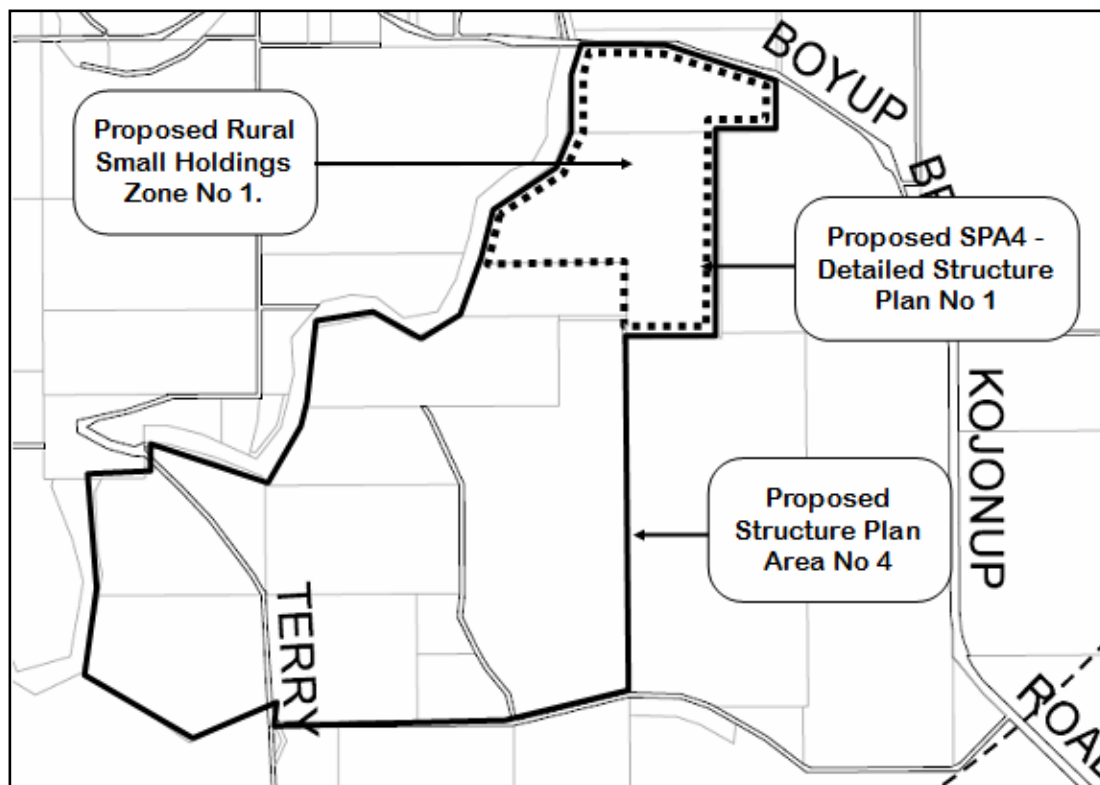 BOYUP
Proposed Rural
Small Holdings
Zone No 1.
Proposed SPA4 -
Detailed Structure
Plan No 1
KOJONUP
Proposed
Structure Plan
Area No 4
TERRY